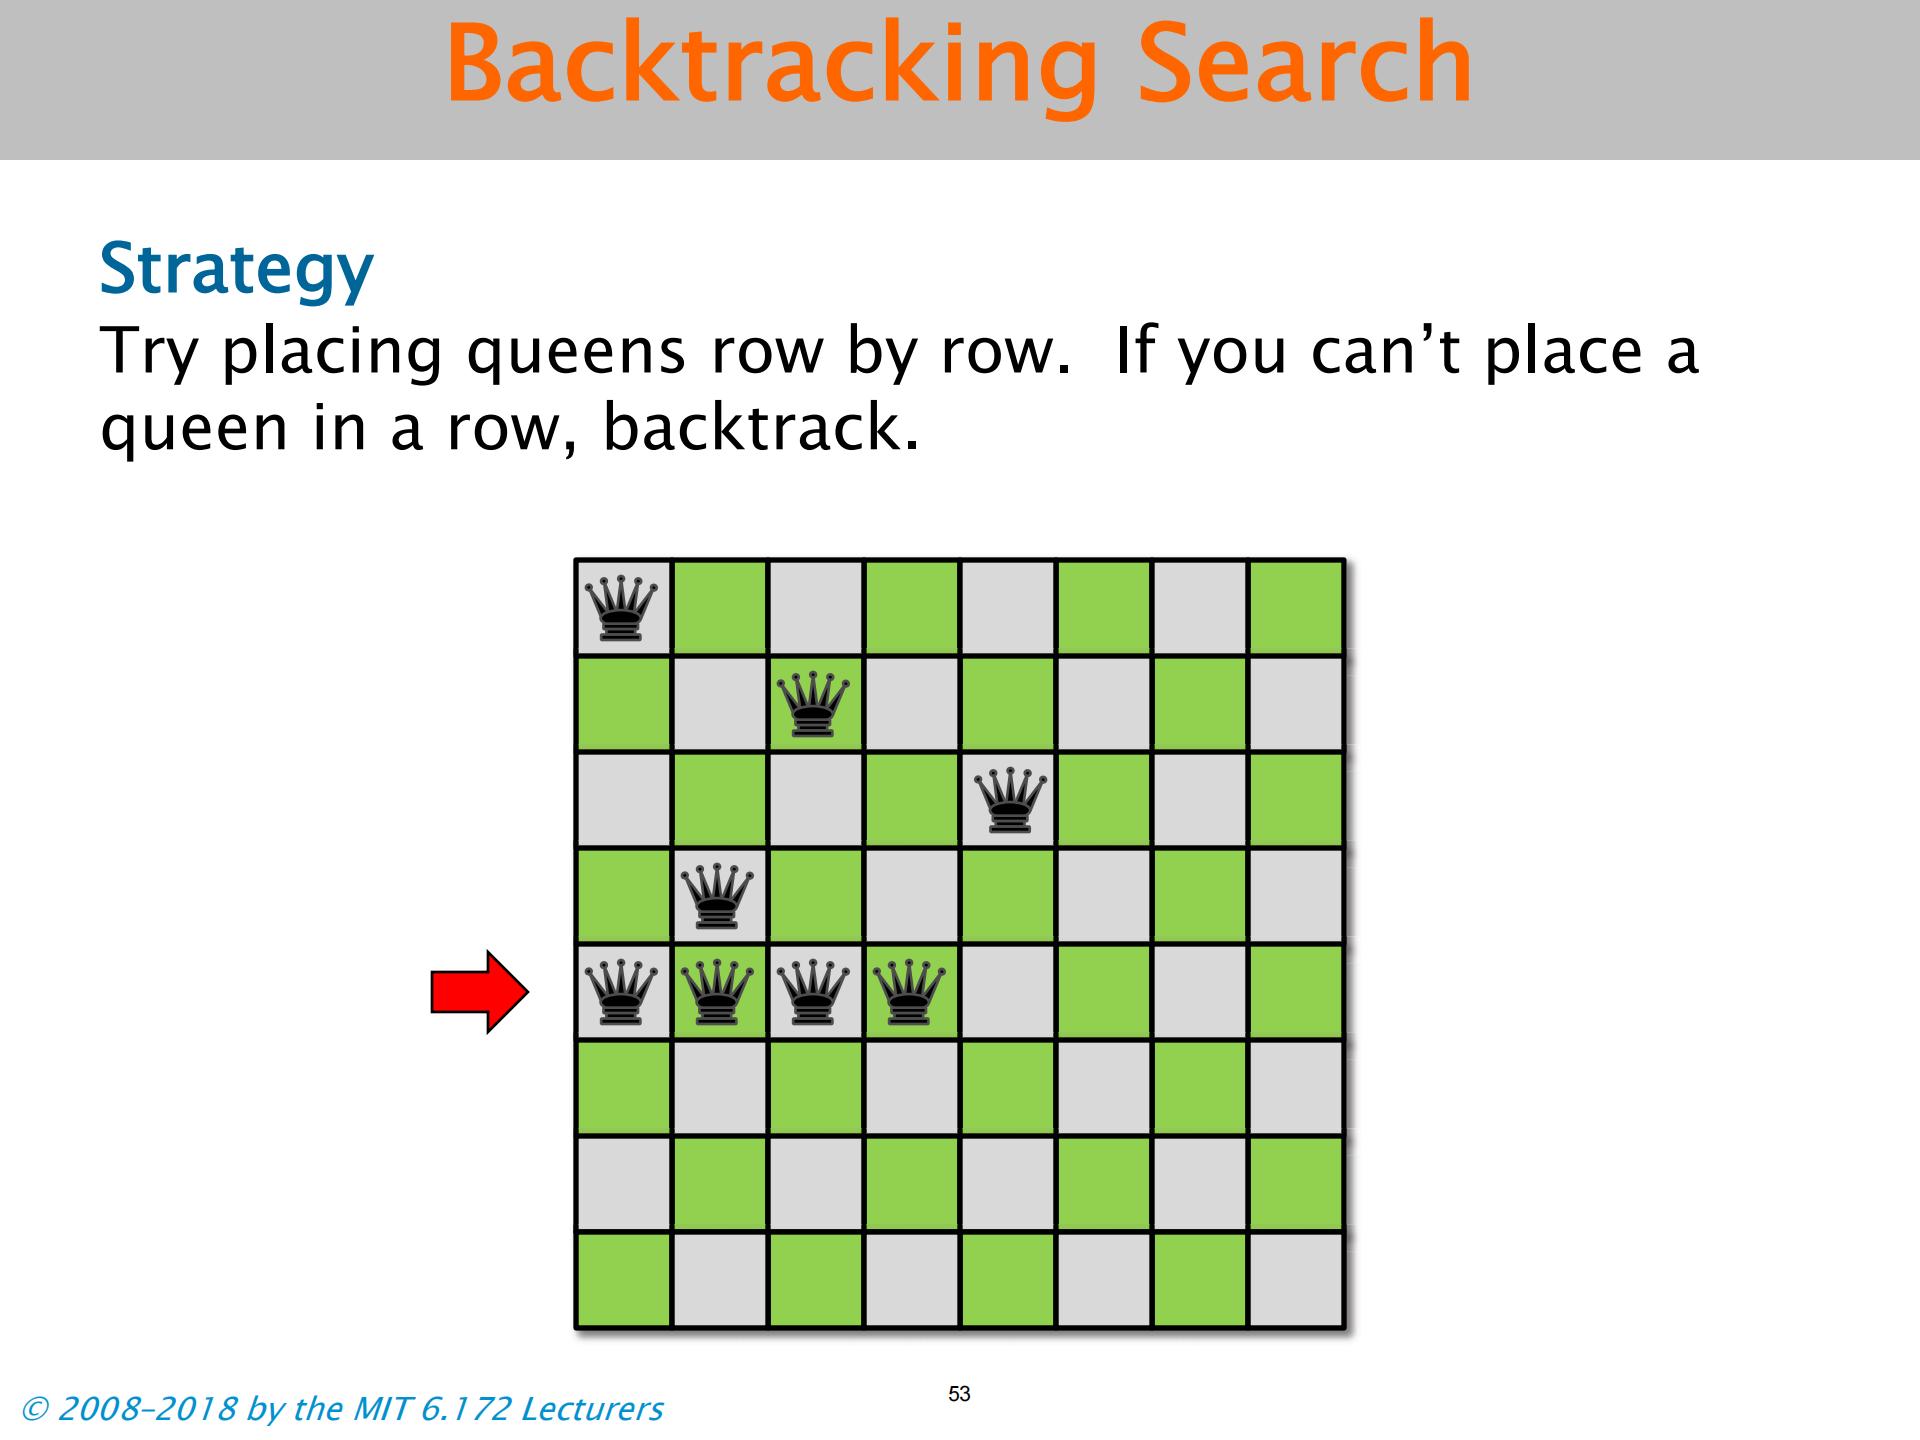 Backtracking Search
Strategy
Try placing queens row by row.  If you can’t place a
queen in a row, backtrack.
© 2008–2018 by the MIT 6.172 Lecturers
53